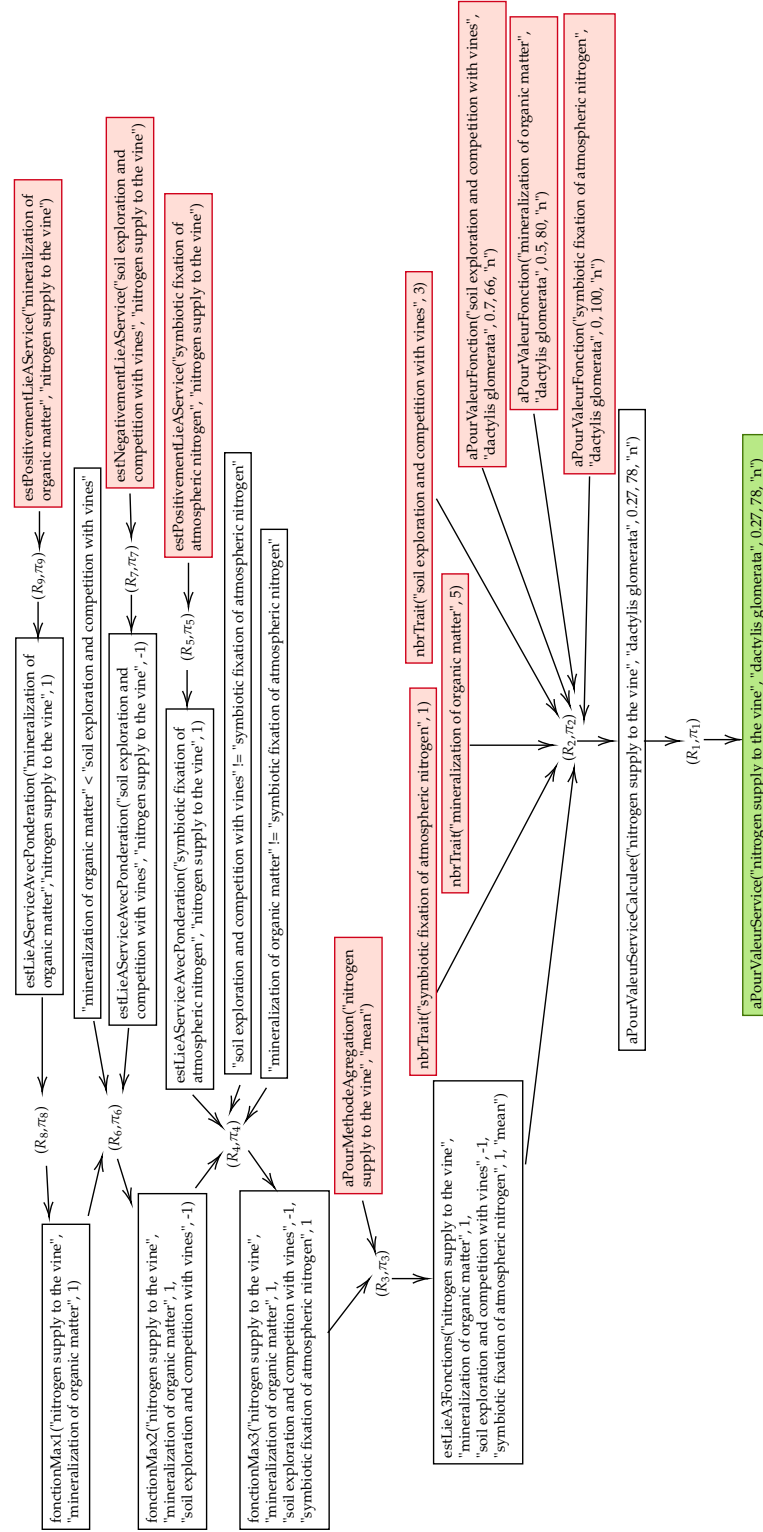 estPositivementLieAService("mineralization of
organic matter", "nitrogen supply to the vine")
(R9,π9)
estLieAServiceAvecPonderation("mineralization of
organic matter","nitrogen supply to the vine", 1)
(R8,π8)
fonctionMax1("nitrogen supply to the vine",
"mineralization of organic matter", 1)
"mineralization of organic matter" < "soil exploration and competition with vines"
estNegativementLieAService("soil exploration and
competition with vines", "nitrogen supply to the vine")
(R7,π7)
estLieAServiceAvecPonderation("soil exploration and
competition with vines", "nitrogen supply to the vine", -1)
(R6,π6)
fonctionMax2("nitrogen supply to the vine",
"mineralization of organic matter", 1,
"soil exploration and competition with vines", -1)
estPositivementLieAService("symbiotic fixation of
atmospheric nitrogen", "nitrogen supply to the vine")
(R5,π5)
estLieAServiceAvecPonderation("symbiotic fixation of
atmospheric nitrogen", "nitrogen supply to the vine", 1)
"soil exploration and competition with vines" != "symbiotic fixation of atmospheric nitrogen"
"mineralization of organic matter" != "symbiotic fixation of atmospheric nitrogen"
(R4,π4)
fonctionMax3("nitrogen supply to the vine",
"mineralization of organic matter", 1,
"soil exploration and competition with vines", -1,
"symbiotic fixation of atmospheric nitrogen", 1
aPourMethodeAgregation("nitrogen
supply to the vine", "mean")
(R3,π3)
estLieA3Fonctions("nitrogen supply to the vine",
"mineralization of organic matter", 1,
"soil exploration and competition with vines", -1,
"symbiotic fixation of atmospheric nitrogen", 1, "mean")
nbrTrait("symbiotic fixation of atmospheric nitrogen", 1)
nbrTrait("mineralization of organic matter", 5)
nbrTrait("soil exploration and competition with vines", 3)
aPourValeurFonction("soil exploration and competition with vines",
"dactylis glomerata", 0.7, 66, "n")
aPourValeurFonction("mineralization of organic matter",
"dactylis glomerata", 0.5, 80, "n")
aPourValeurFonction("symbiotic fixation of atmospheric nitrogen",
"dactylis glomerata", 0, 100, "n")
(R2,π2)
aPourValeurServiceCalculee("nitrogen supply to the vine", "dactylis glomerata", 0.27, 78, "n")
(R1,π1)
aPourValeurService("nitrogen supply to the vine", "dactylis glomerata", 0.27, 78, "n")